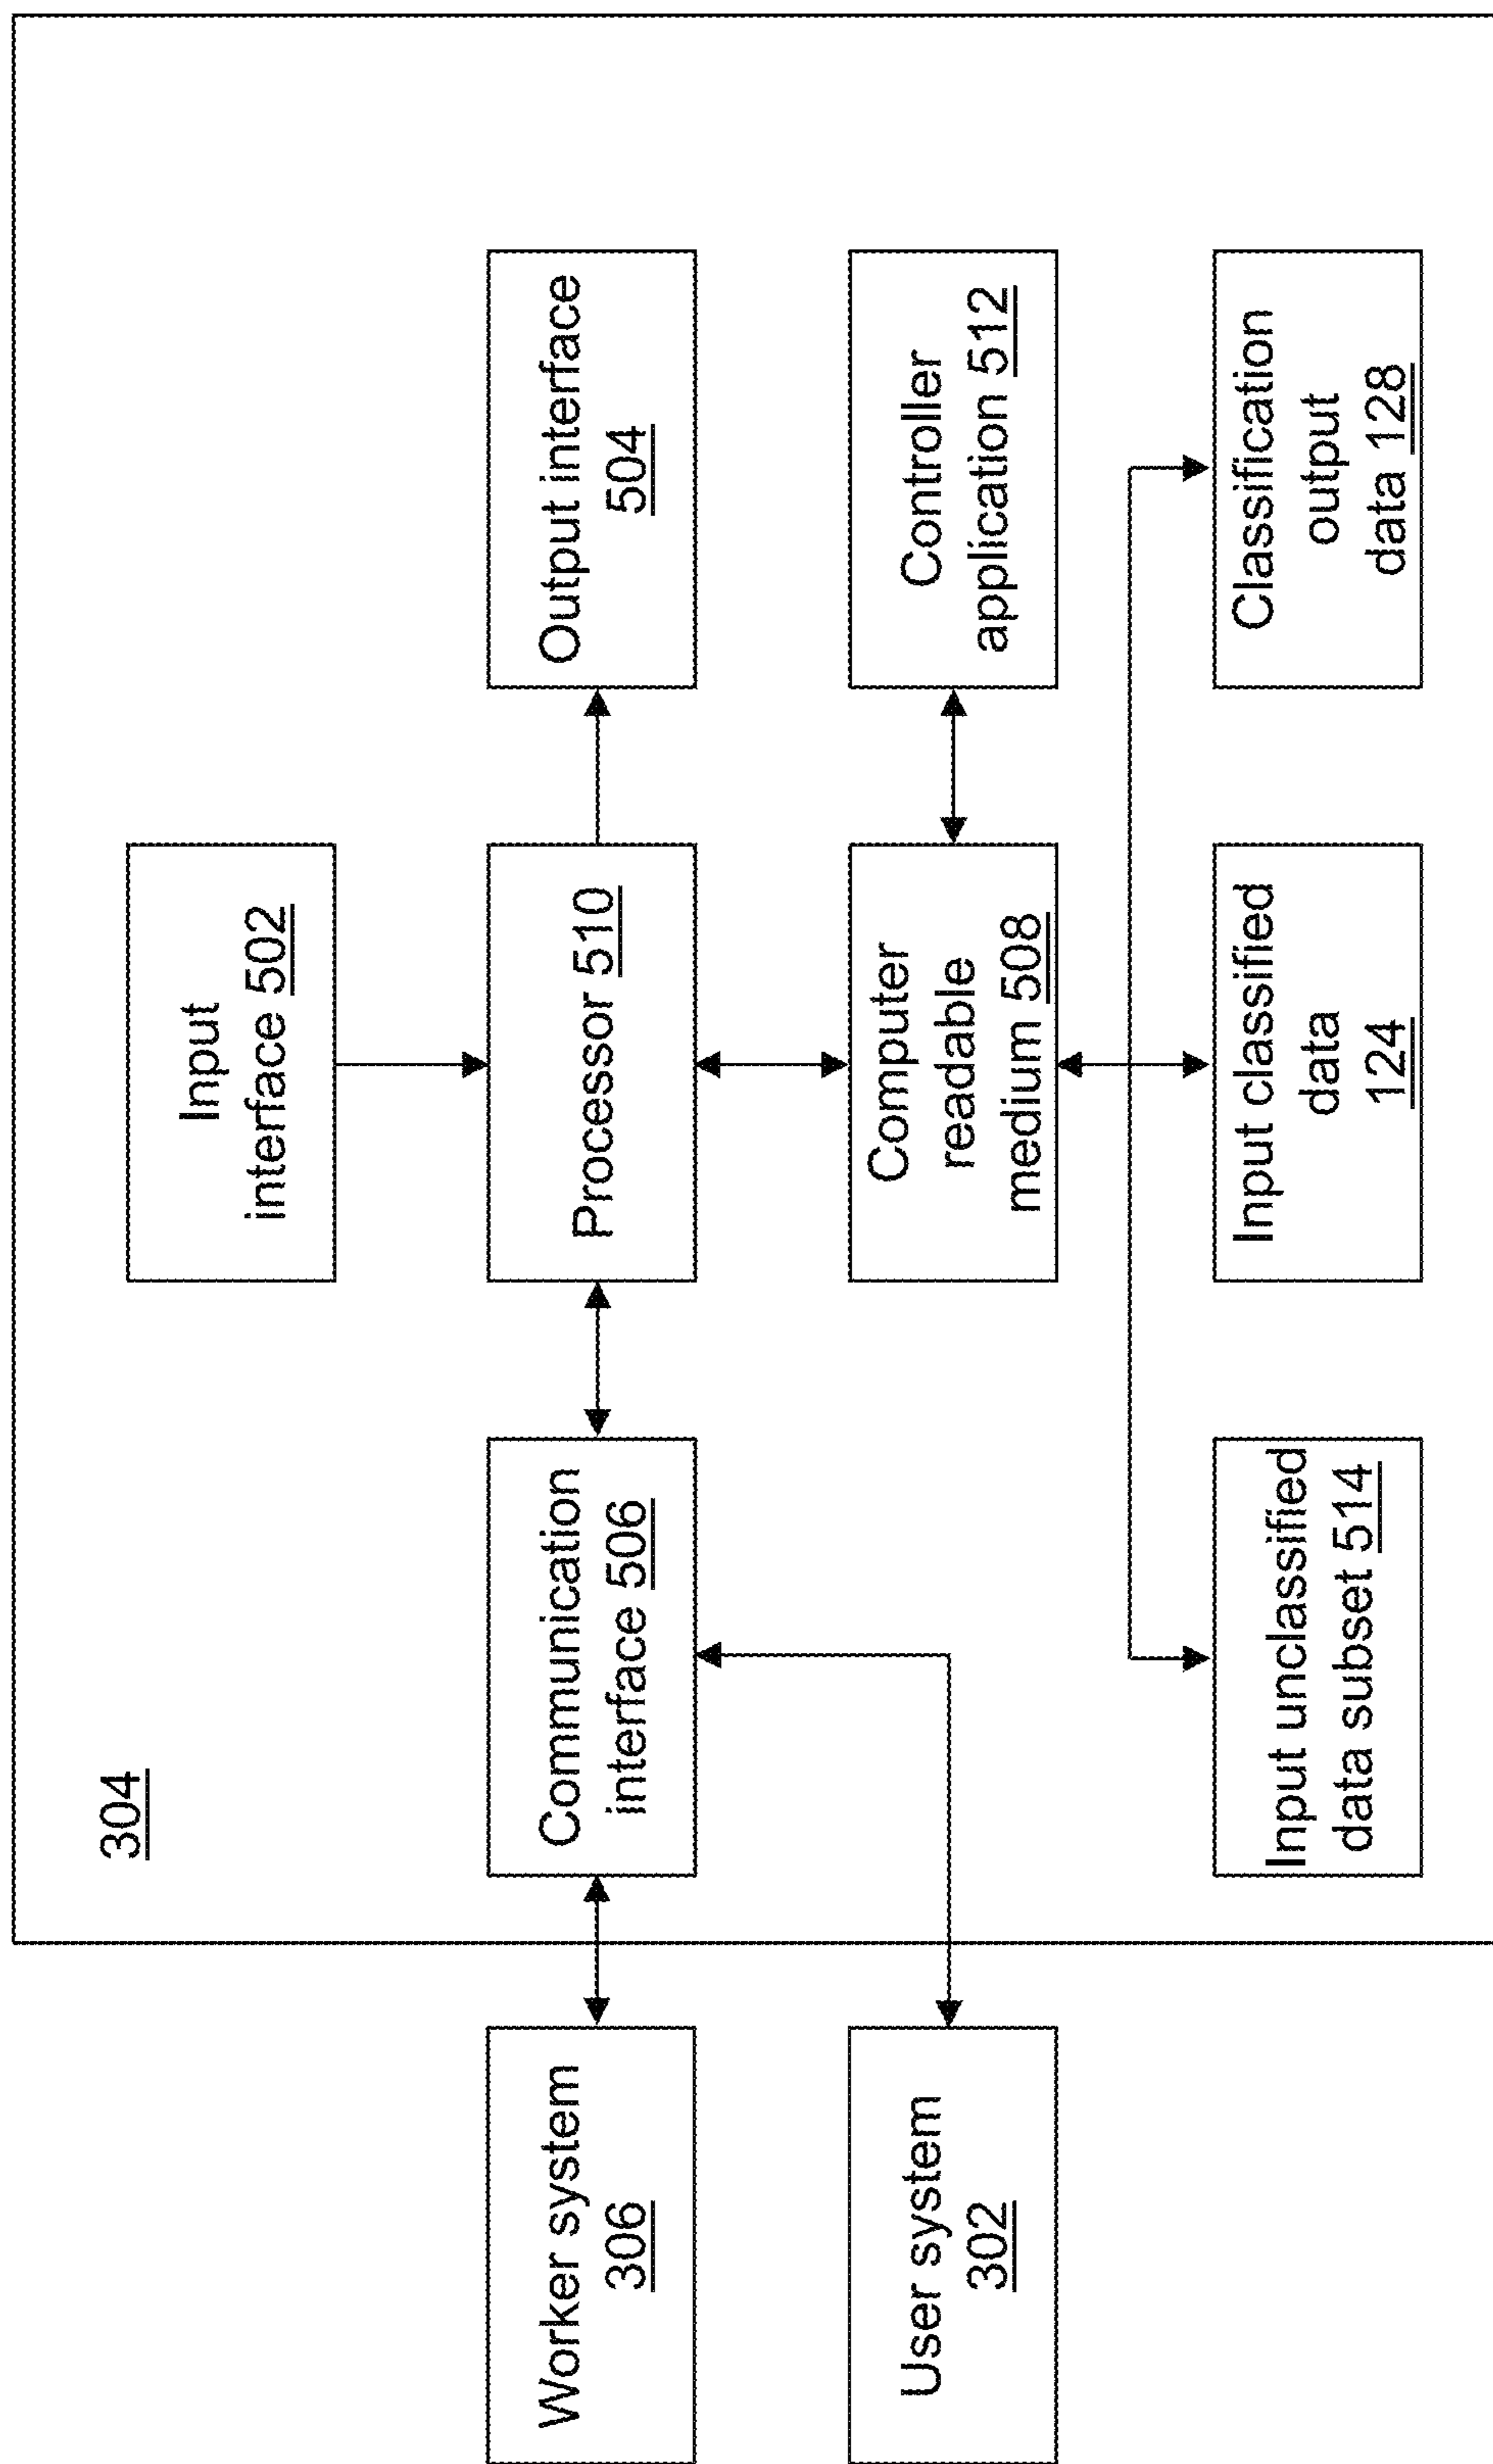 304
Input
interface 502
Worker system
306
Communication
interface 506
Processor 510
Output interface
504
User system
302
Computer
readable
medium 508
Controller
application 512
Input unclassified
data subset 514
Input classified
data
124
Classification
output
data 128